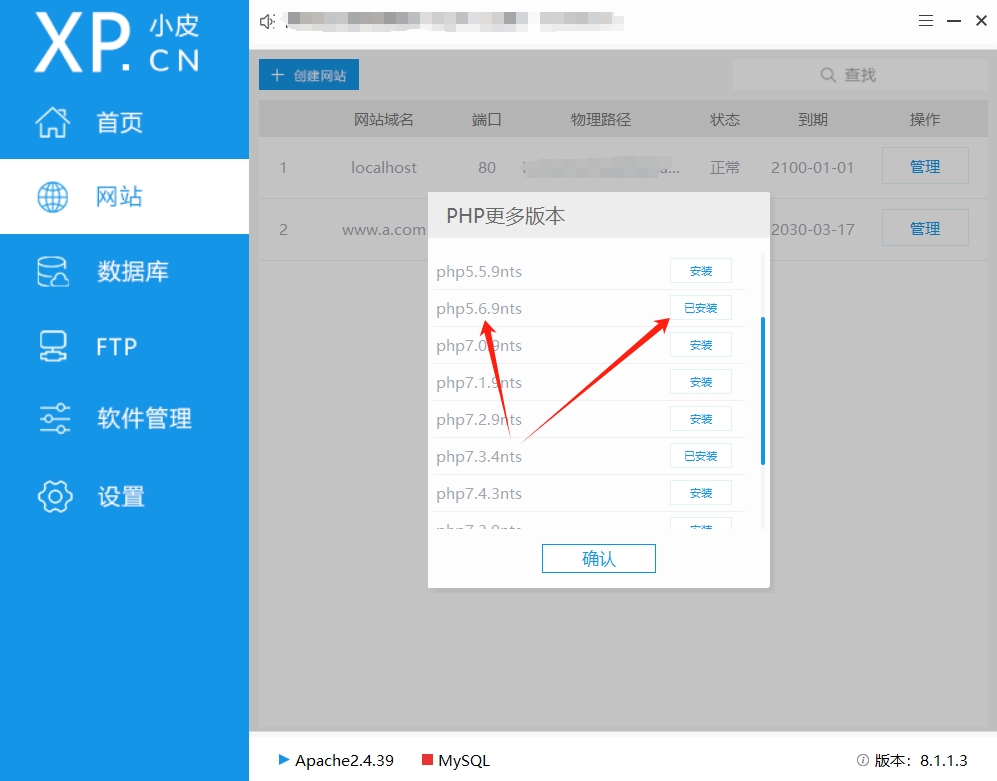 XP. 小皮 CN
首页
网站
数据库
FTP
软件管理
设置
创建网站
查找
网站域名 端口 物理路径 状态 到期 操作
1 localhost 80 正常 2100-01-01 管理
2 www.a.com 2030-03-17 管理
PHP更多版本
php5.5.9nts 安装
php5.6.9nts 已安装
php7.0.9nts 安装
php7.1.9nts 安装
php7.2.9nts 安装
php7.3.4nts 已安装
php7.4.3nts 安装
php7.3.9nts 安装
确认
Apache2.4.39 MySQL 版本：8.1.1.3